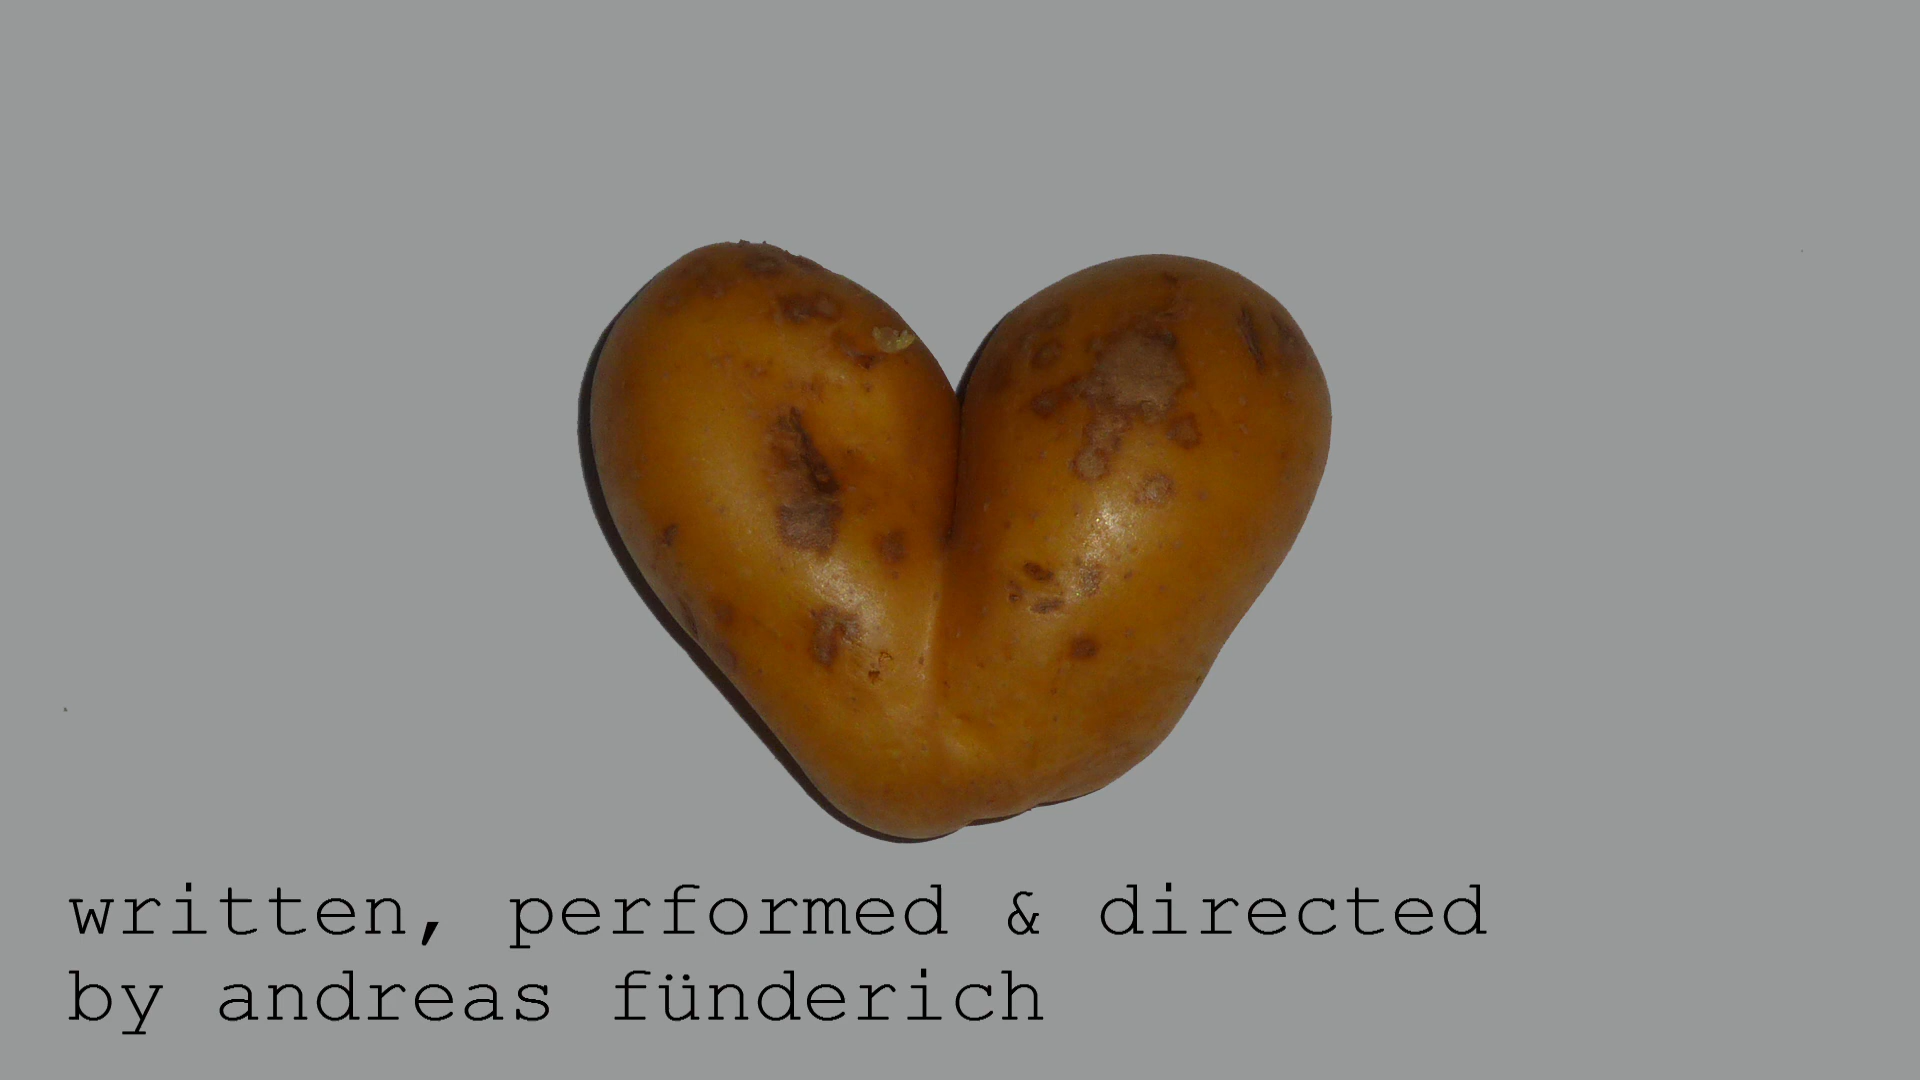 written, performed & directed
by andreas fünderich